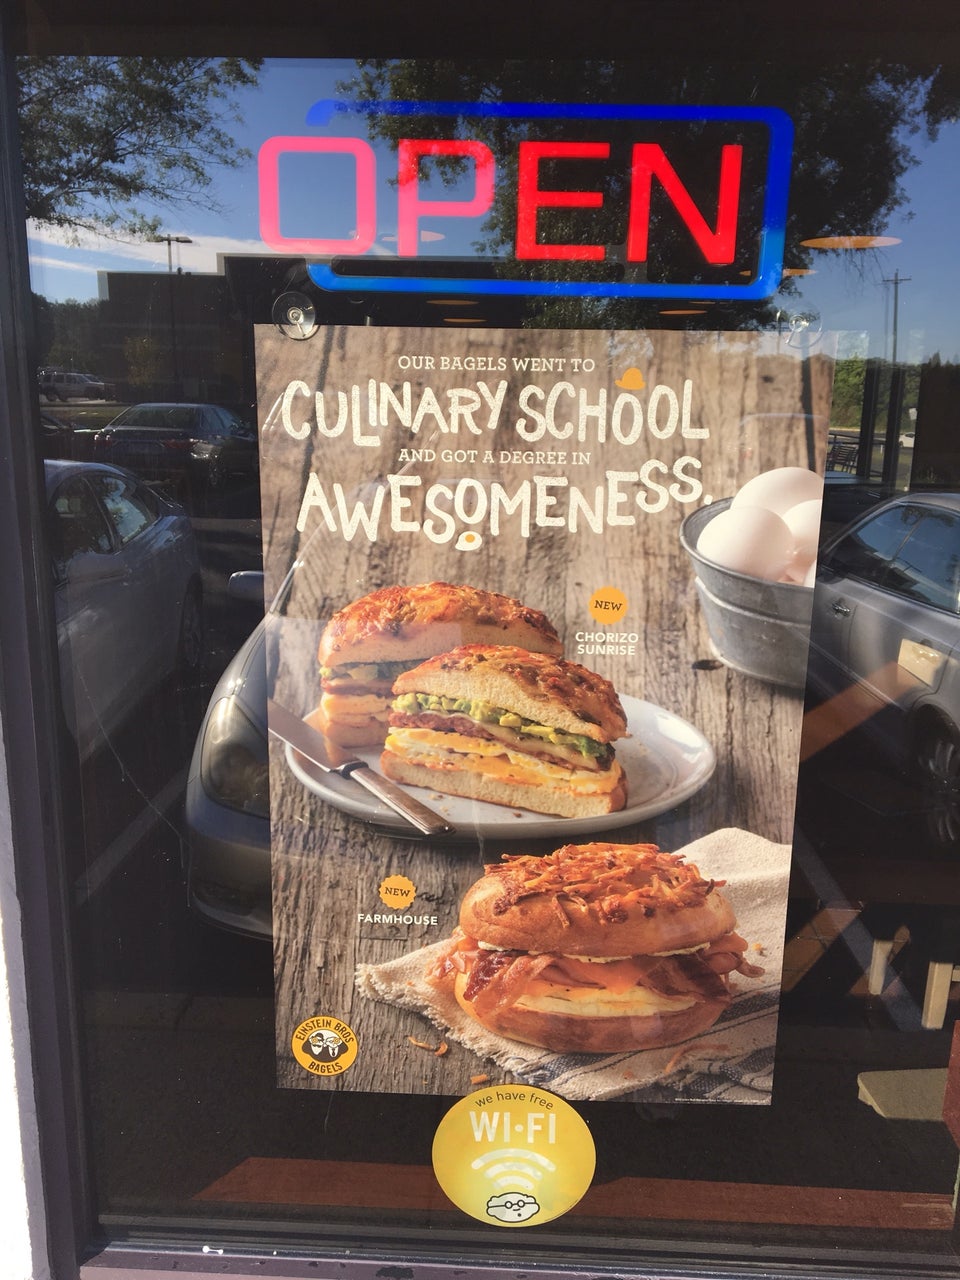 OPEN
OUR BAGELS WENT TO
CULINARY SCHOOL
AND GOT A DEGREE IN
AWESOMENESS.
NEW
CHORIZO
SUNRISE
NEW
FARMHOUSE
EINSTEIN BROS
BAGELS
we have free
WI-FI